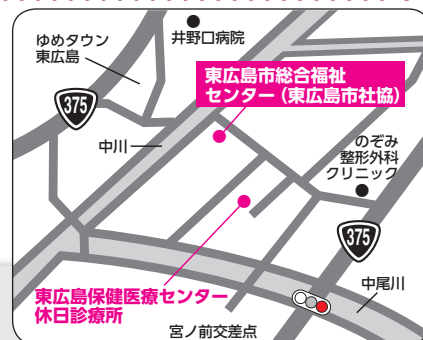 井野口病院
ゆめタウン
東広島
東広島市総合福祉
センター(東広島市社協)
375
中川
のぞみ
整形外科
クリニック
375
中尾川
東広島保健医療センター
休日診療所
宮ノ前交差点